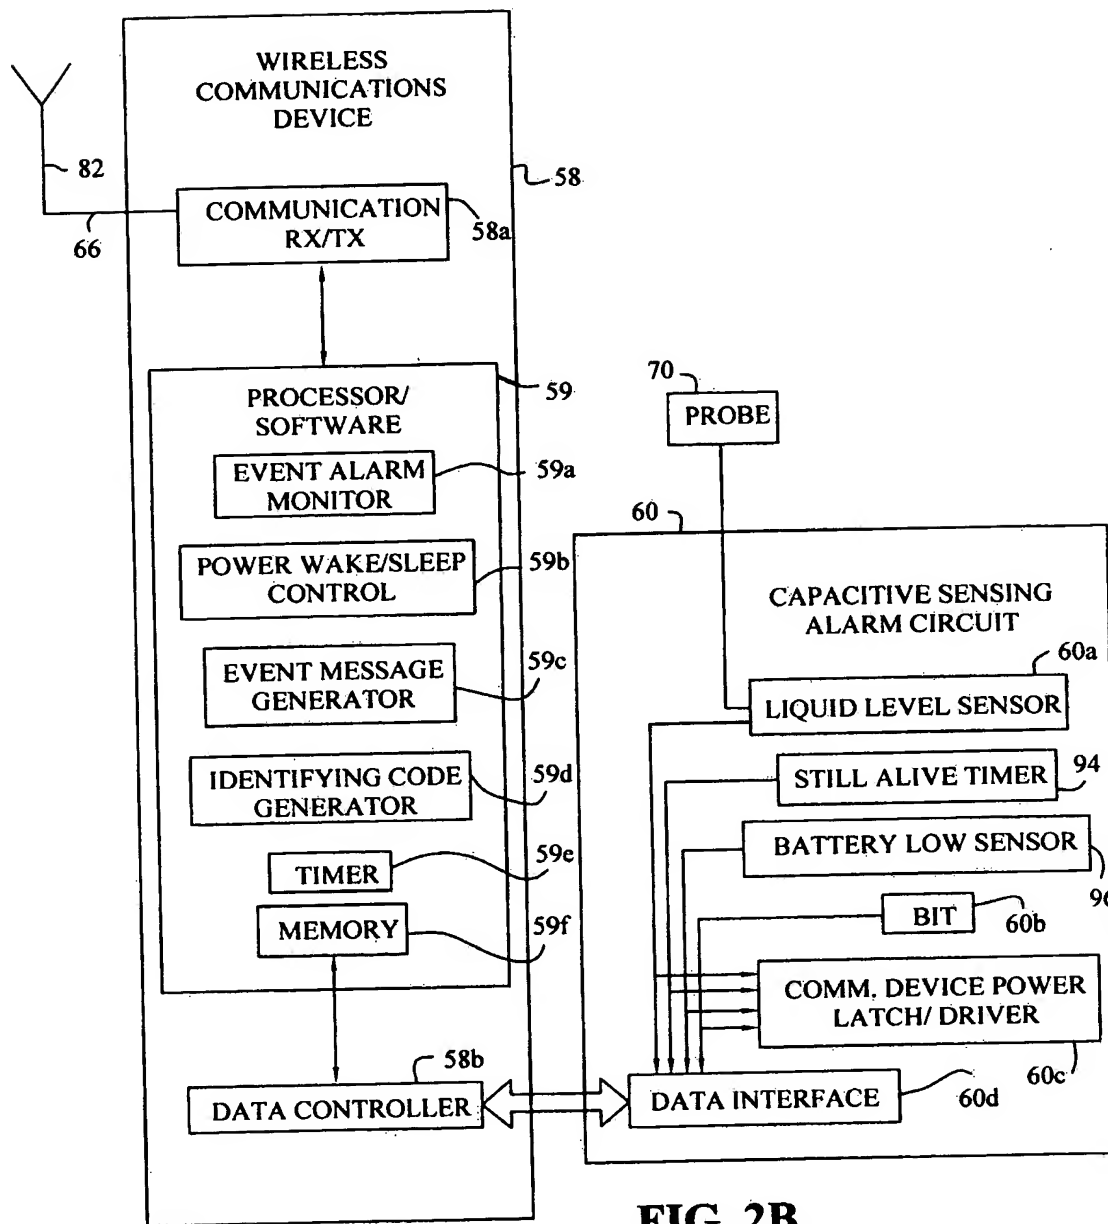 WIRELESS
COMMUNICATIONS
DEVICE
82
58
COMMUNICATION
RX/TX
58a
66
59
PROCESSOR/
SOFTWARE
EVENT ALARM
MONITOR
59a
POWER WAKE/SLEEP
CONTROL
59b
EVENT MESSAGE
GENERATOR
59c
IDENTIFYING CODE
GENERATOR
59d
TIMER
59e
MEMORY
59f
58b
DATA CONTROLLER
70
PROBE
60
CAPACITIVE SENSING
ALARM CIRCUIT
60a
LIQUID LEVEL SENSOR
STILL ALIVE TIMER
94
BATTERY LOW SENSOR
96
BIT
60b
COMM. DEVICE POWER
LATCH/ DRIVER
60c
DATA INTERFACE
60d
FIG. 2B